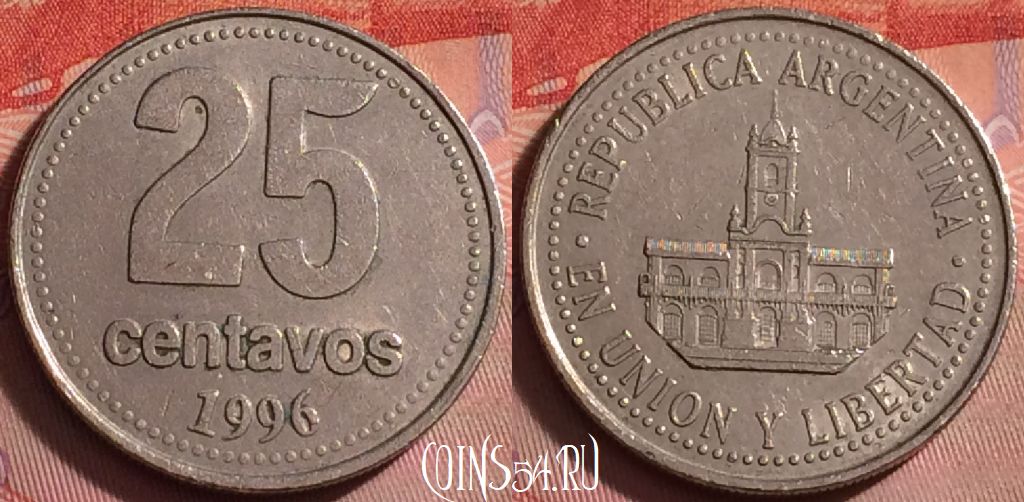 25
centavos
1996
REPUBLICA ARGENTINA · EN UNION Y LIBERTAD ·
COINS54.RU